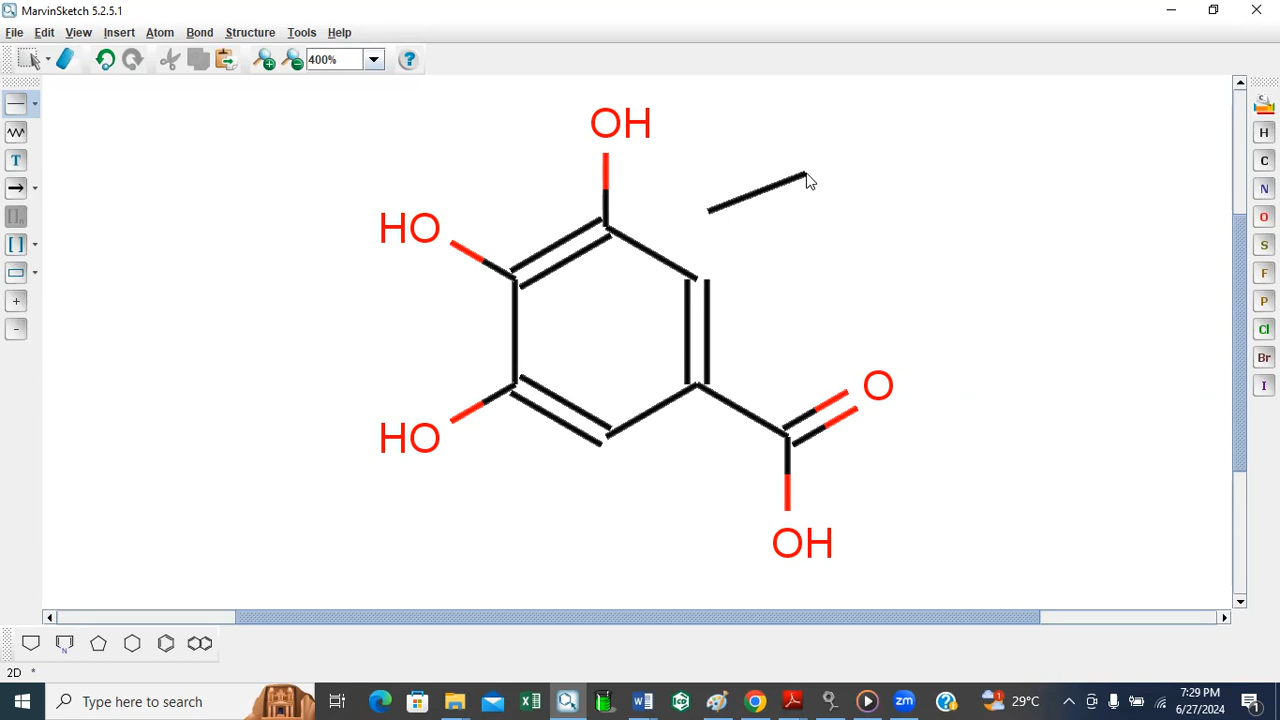 MarvinSketch 5.2.5.1
File Edit View Insert Atom Bond Structure Tools Help
400% ?
T
[ ]n
[ ]
+
-
H
C
N
O
S
F
P
Cl
Br
I
OH
HO
O
HO
OH
N
2D *
Type here to search
29°C
7:29 PM
6/27/2024